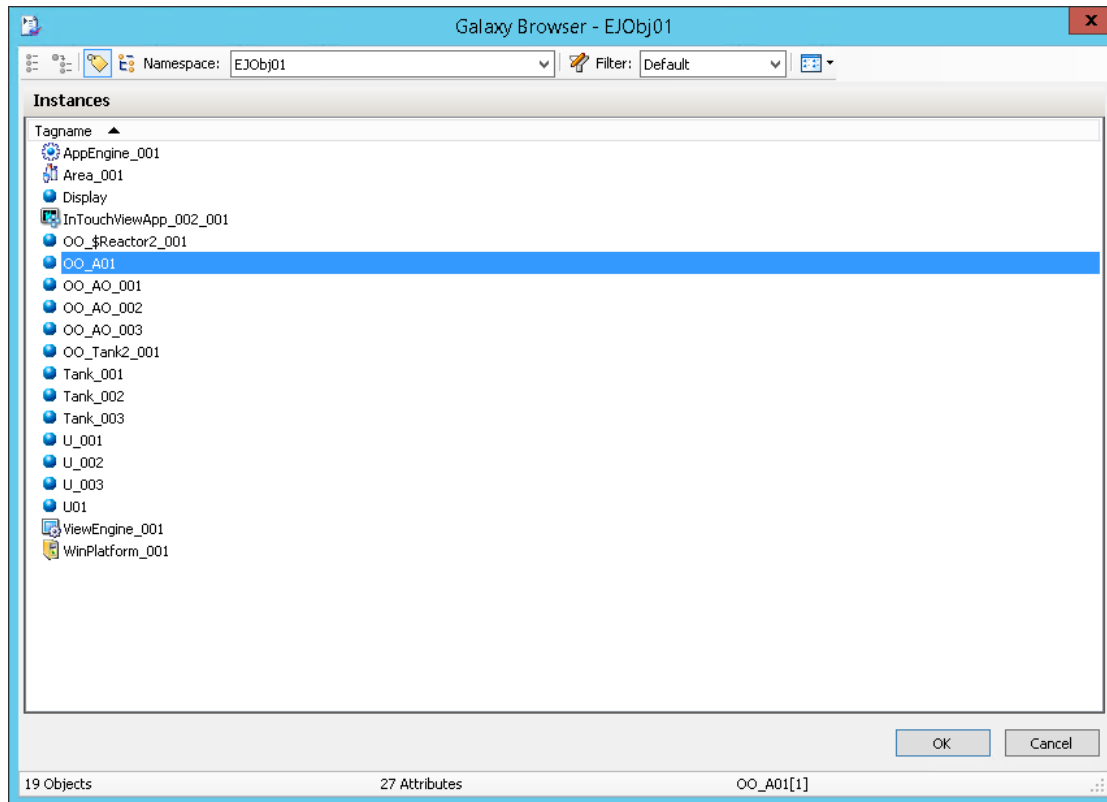 Galaxy Browser - EJObj01
x
Namespace: EJObj01 Filter: Default
Instances
Tagname
AppEngine_001
Area_001
Display
InTouchViewApp_002_001
OO_$Reactor2_001
OO_A01
OO_AO_001
OO_AO_002
OO_AO_003
OO_Tank2_001
Tank_001
Tank_002
Tank_003
U_001
U_002
U_003
U01
ViewEngine_001
WinPlatform_001
OK Cancel
19 Objects 27 Attributes OO_A01[1]